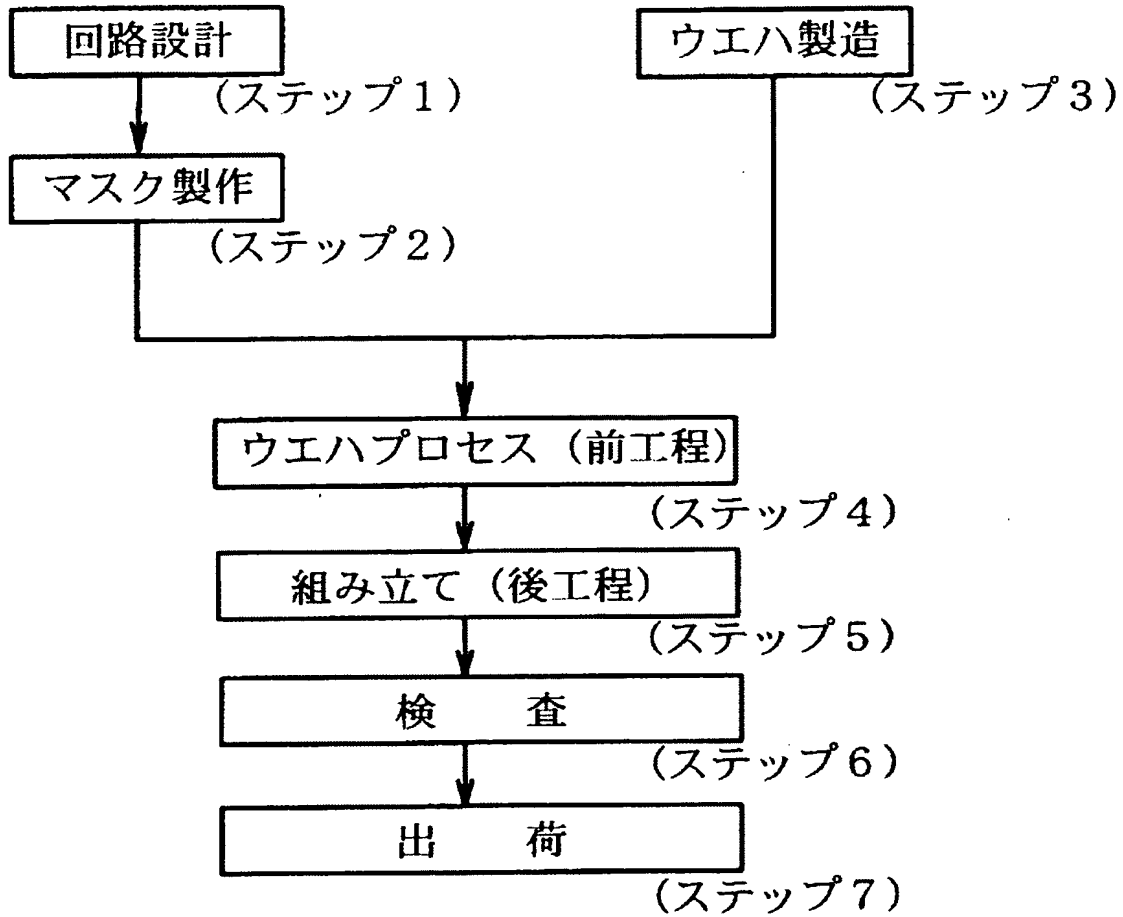 回路設計
(ステップ1)
ウエハ製造
(ステップ3)
マスク製作
(ステップ2)
ウエハプロセス (前工程)
(ステップ4)
組み立て (後工程)
(ステップ5)
検 査
(ステップ6)
出 荷
(ステップ7)